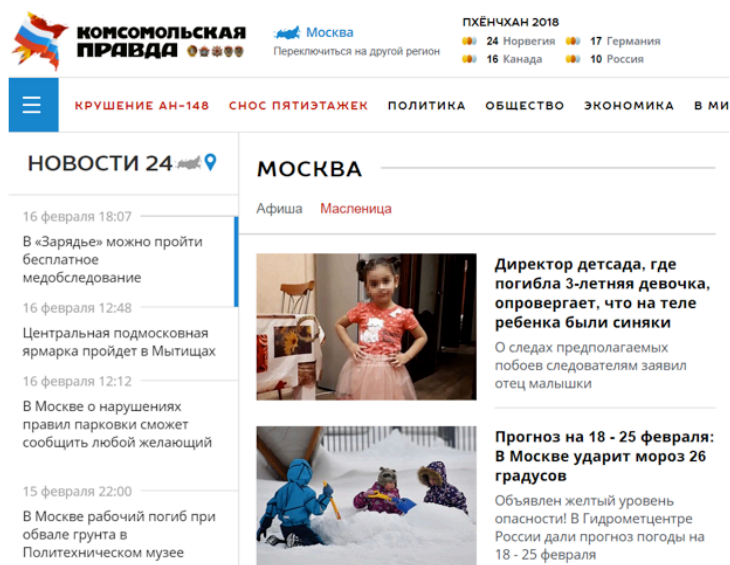 КОМСОМОЛЬСКАЯ
ПРАВДА
Москва
Переключиться на другой регион
ПХЁНЧХАН 2018
24 Норвегия 17 Германия
16 Канада 10 Россия
КРУШЕНИЕ АН-148 СНОС ПЯТИЭТАЖЕК ПОЛИТИКА ОБЩЕСТВО ЭКОНОМИКА В МИ
НОВОСТИ 24
16 февраля 18:07
В «Зарядье» можно пройти
бесплатное
медобследование
16 февраля 12:48
Центральная подмосковная
ярмарка пройдет в Мытищах
16 февраля 12:12
В Москве о нарушениях
правил парковки сможет
сообщить любой желающий
15 февраля 22:00
В Москве рабочий погиб при
обвале грунта в
Политехническом музее
МОСКВА
Афиша Масленица
Директор детсада, где
погибла 3-летняя девочка,
опровергает, что на теле
ребенка были синяки
О следах предполагаемых
побоев следователям заявил
отец малышки
Прогноз на 18 - 25 февраля:
В Москве ударит мороз 26
градусов
Объявлен желтый уровень
опасности! В Гидрометцентре
России дали прогноз погоды на
18 - 25 февраля